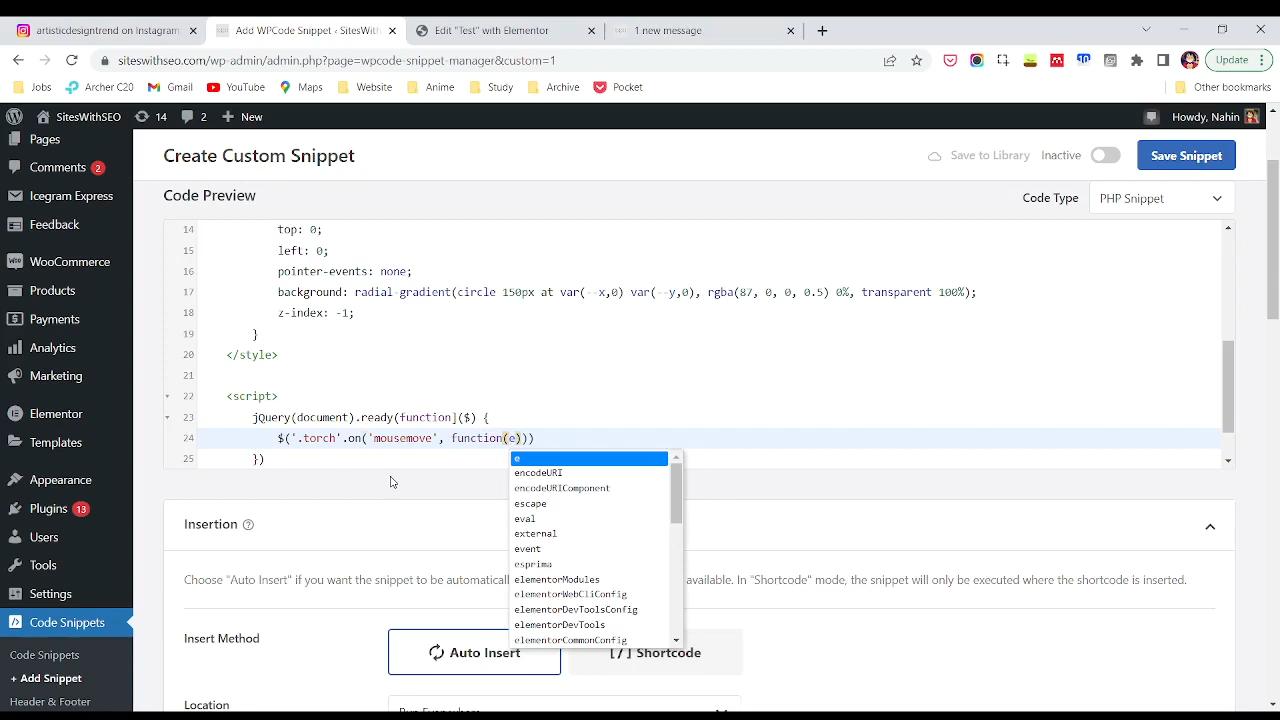 artisticdesigntrend on Instagram
Add WPCode Snippet ‹ SitesWith
Edit "Test" with Elementor
1 new message
siteswithseo.com/wp-admin/admin.php?page=wpcode-snippet-manager&custom=1
Update
Jobs
Archer C20
Gmail
YouTube
Maps
Website
Anime
Study
Archive
Pocket
Other bookmarks
SitesWithSEO
14
2
New
Howdy, Nahin
Pages
Comments 2
Icegram Express
Feedback
WooCommerce
Products
Payments
Analytics
Marketing
Elementor
Templates
Appearance
Plugins 13
Users
Tools
Settings
Code Snippets
Code Snippets
+ Add Snippet
Header & Footer
Create Custom Snippet
Save to Library
Inactive
Save Snippet
Code Preview
Code Type
PHP Snippet
14 top: 0;
15 left: 0;
16 pointer-events: none;
17 background: radial-gradient(circle 150px at var(--x,0) var(--y,0), rgba(87, 0, 0, 0.5) 0%, transparent 100%);
18 z-index: -1;
19 }
20 </style>
21
22 <script>
23 jQuery(document).ready(function]($) {
24 $('.torch'.on('mousemove', function(e)))
25 })
e
encodeURI
encodeURIComponent
escape
eval
external
event
esprima
elementorModules
elementorWebCliConfig
elementorDevToolsConfig
elementorDevTools
elementorCommonConfig
Insertion
Choose "Auto Insert" if you want the snippet to be automatically
available. In "Shortcode" mode, the snippet will only be executed where the shortcode is inserted.
Insert Method
Auto Insert
Shortcode
Location